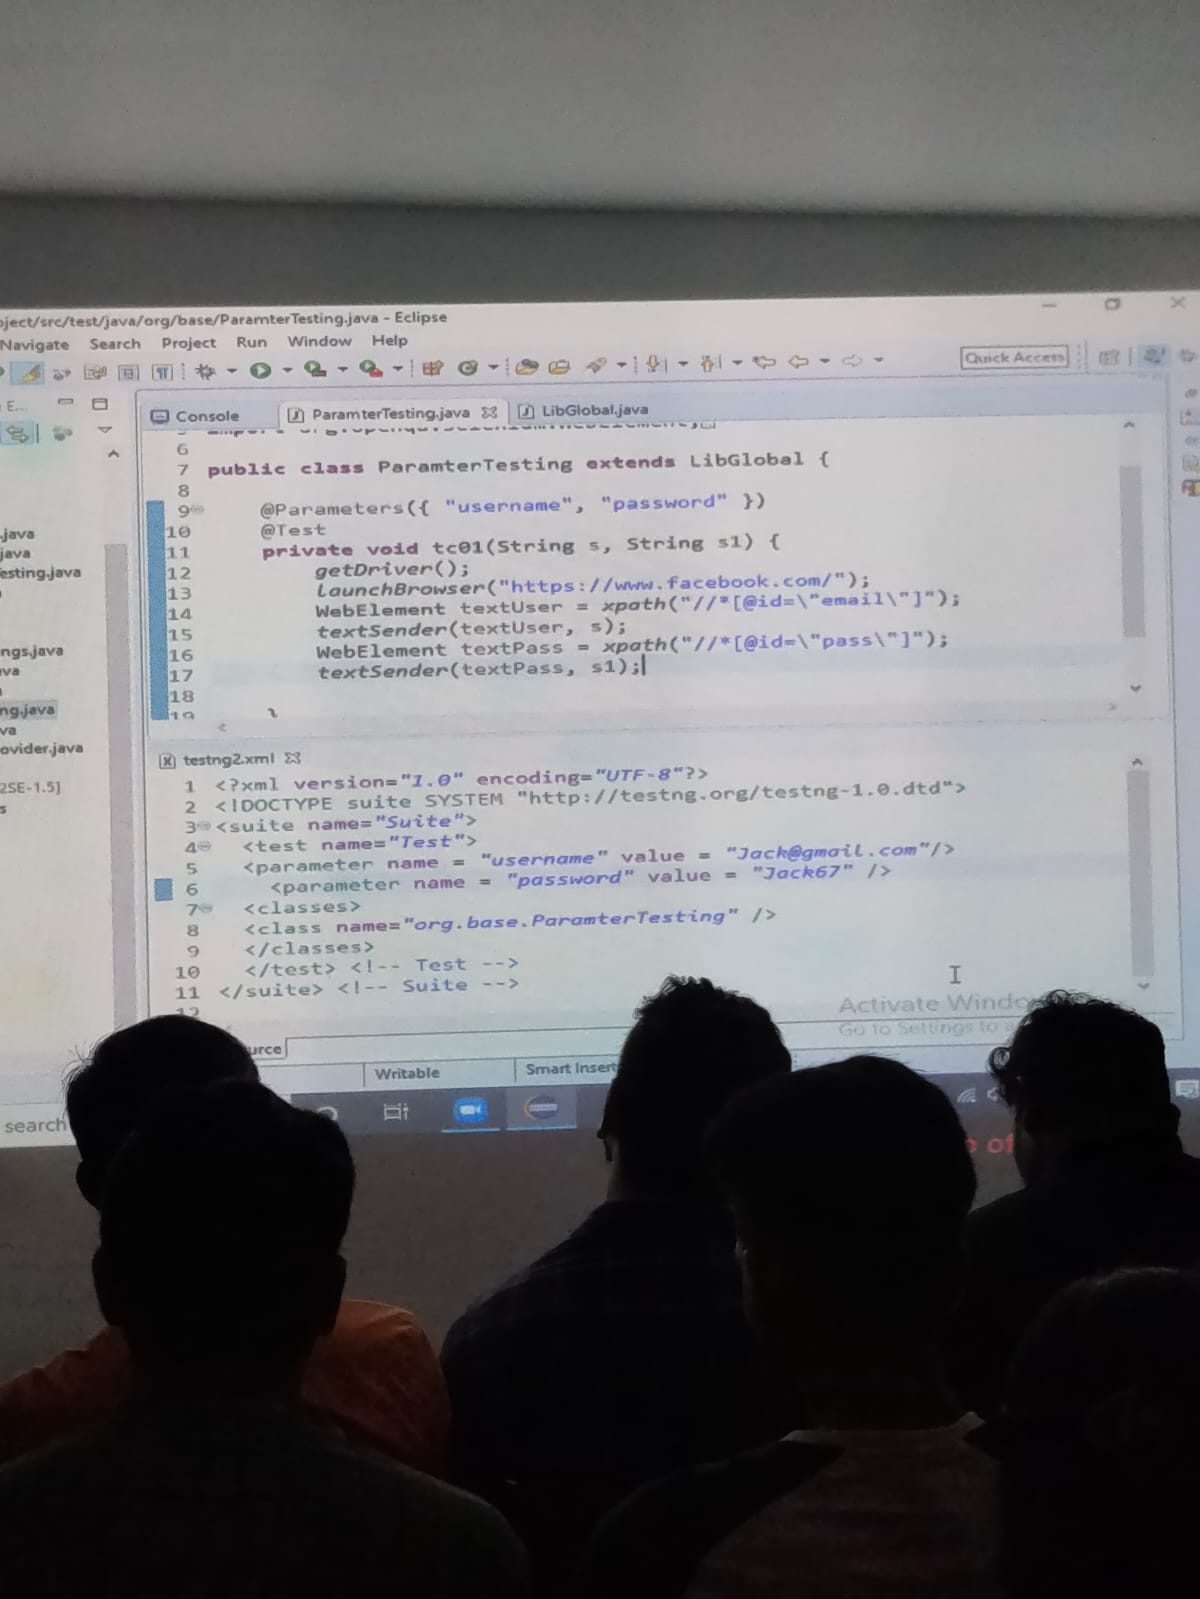 ject/src/test/java/org/base/ParamterTesting.java - Eclipse
Navigate Search Project Run Window Help
Quick Access
E...
Console ParamterTesting.java LibGlobal.java
6
7 public class ParamterTesting extends LibGlobal {
8
9 @Parameters({ "username", "password" })
10 @Test
11 private void tc01(String s, String s1) {
12 getDriver();
13 launchBrowser("https://www.facebook.com/");
14 WebElement textUser = xpath("//*[@id=\"email\"]");
15 textSender(textUser, s);
16 WebElement textPass = xpath("//*[@id=\"pass\"]");
17 textSender(textPass, s1);
18
19 }
.java
java
esting.java
ngs.java
va
ng.java
va
ovider.java
2SE-1.5]
s
testng2.xml
1 <?xml version="1.0" encoding="UTF-8"?>
2 <!DOCTYPE suite SYSTEM "http://testng.org/testng-1.0.dtd">
3 <suite name="Suite">
4 <test name="Test">
5 <parameter name = "username" value = "Jack@gmail.com"/>
6 <parameter name = "password" value = "Jack67" />
7 <classes>
8 <class name="org.base.ParamterTesting" />
9 </classes>
10 </test> <!-- Test -->
11 </suite> <!-- Suite -->
12
Activate Windo
Go to Settings to a
urce
Writable Smart Insert
search
of